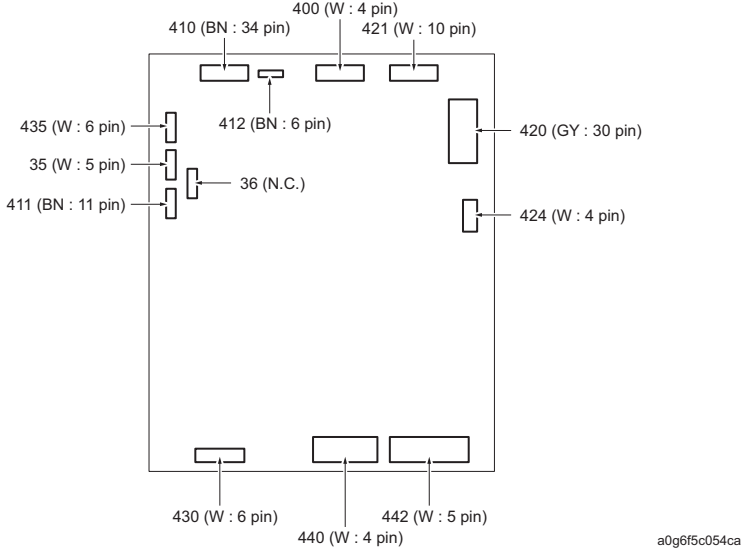 400 (W : 4 pin)
410 (BN : 34 pin)
421 (W : 10 pin)
435 (W : 6 pin)
412 (BN : 6 pin)
420 (GY : 30 pin)
35 (W : 5 pin)
36 (N.C.)
411 (BN : 11 pin)
424 (W : 4 pin)
430 (W : 6 pin)
442 (W : 5 pin)
440 (W : 4 pin)
a0g6f5c054ca